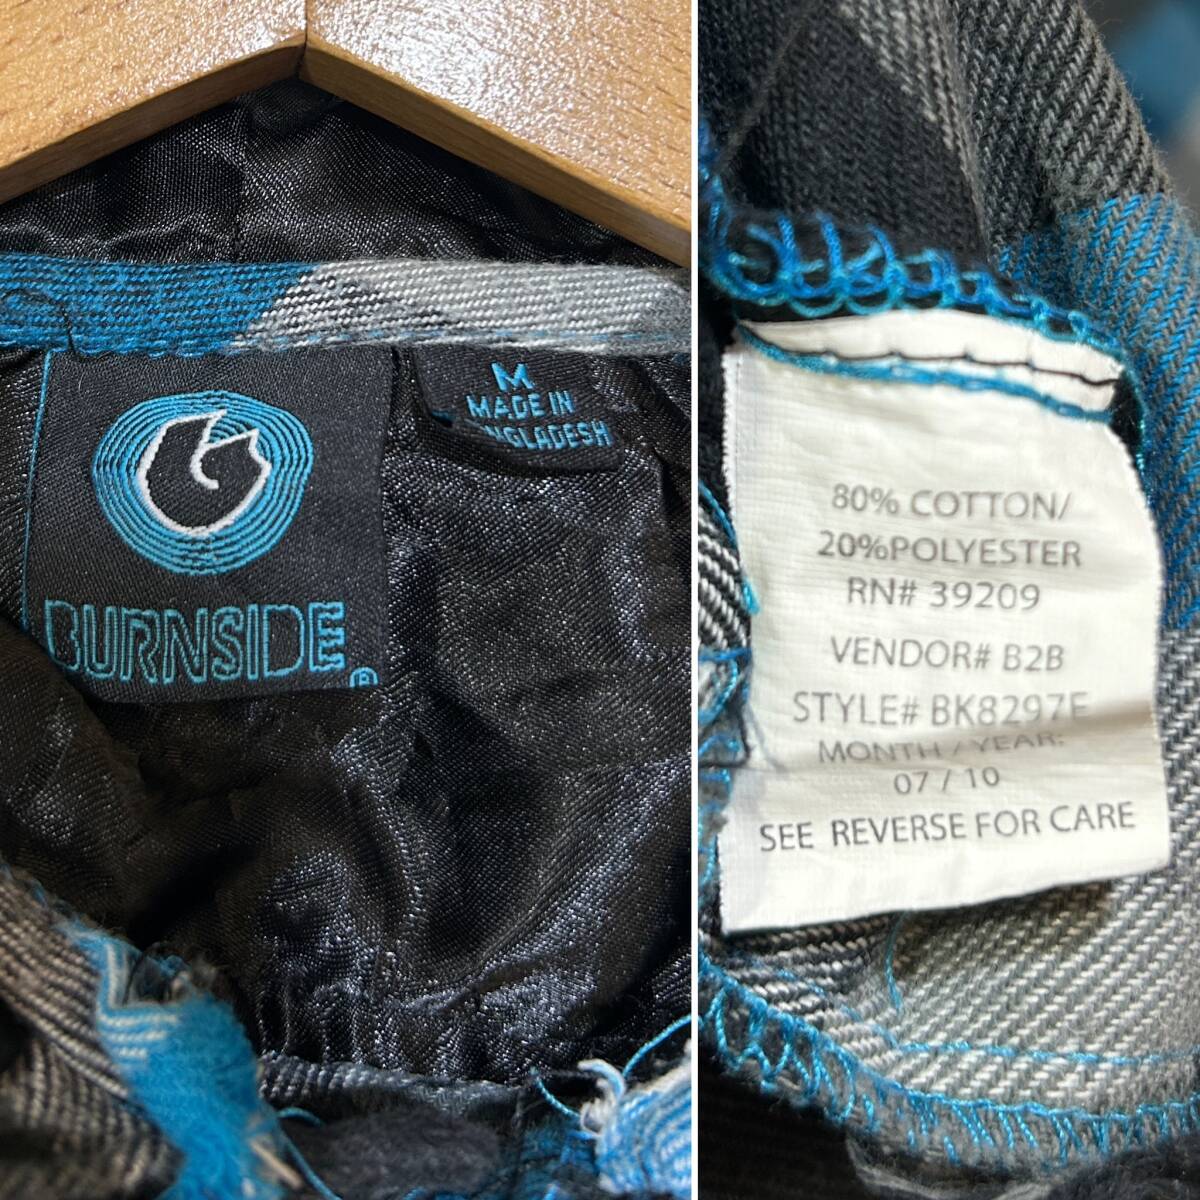 BURNSIDE®
M
MADE IN
NGLADESH
80% COTTON/
20%POLYESTER
RN# 39209
VENDOR# B2B
STYLE# BK8297E
MONTH / YEAR:
07 / 10
SEE REVERSE FOR CARE